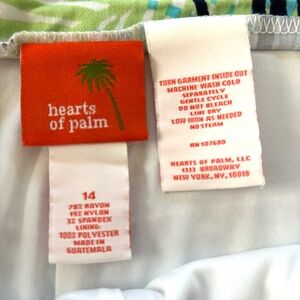 hearts
of palm
14
78% RAYON
19% NYLON
3% SPANDEX
LINING:
100% POLYESTER
MADE IN
GUATEMALA
TURN GARMENT INSIDE OUT
MACHINE WASH COLD
SEPARATELY
GENTLE CYCLE
DO NOT BLEACH
LINE DRY
LOW IRON AS NEEDED
NO STEAM
RN 107680
HEARTS OF PALM, LLC
1333 BROADWAY
NEW YORK, NY, 10018